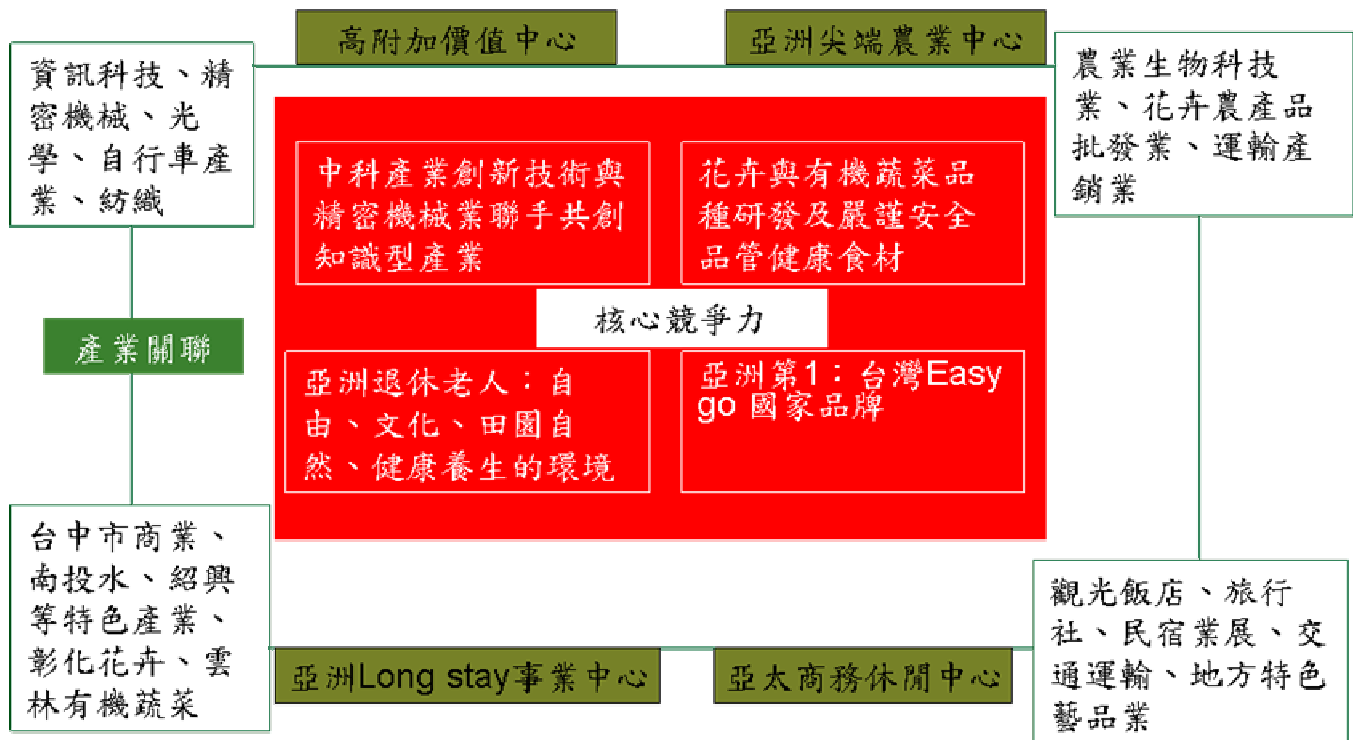 高附加價值中心
亞洲尖端農業中心
資訊科技、精
密機械、光
學、自行車產
業、紡織
農業生物科技
業、花卉農產品
批發業、運輸產
銷業
中科產業創新技術與
精密機械業聯手共創
知識型產業
花卉與有機蔬菜品
種研發及嚴謹安全
品管健康食材
核心競爭力
產業關聯
亞洲退休老人：自
由、文化、田園自
然、健康養生的環境
亞洲第1：台灣Easy
go 國家品牌
台中市商業、
南投水、紹興
等特色產業、
彰化花卉、雲
林有機蔬菜
觀光飯店、旅行
社、民宿業展、交
通運輸、地方特色
藝品業
亞洲Long stay事業中心
亞太商務休閒中心